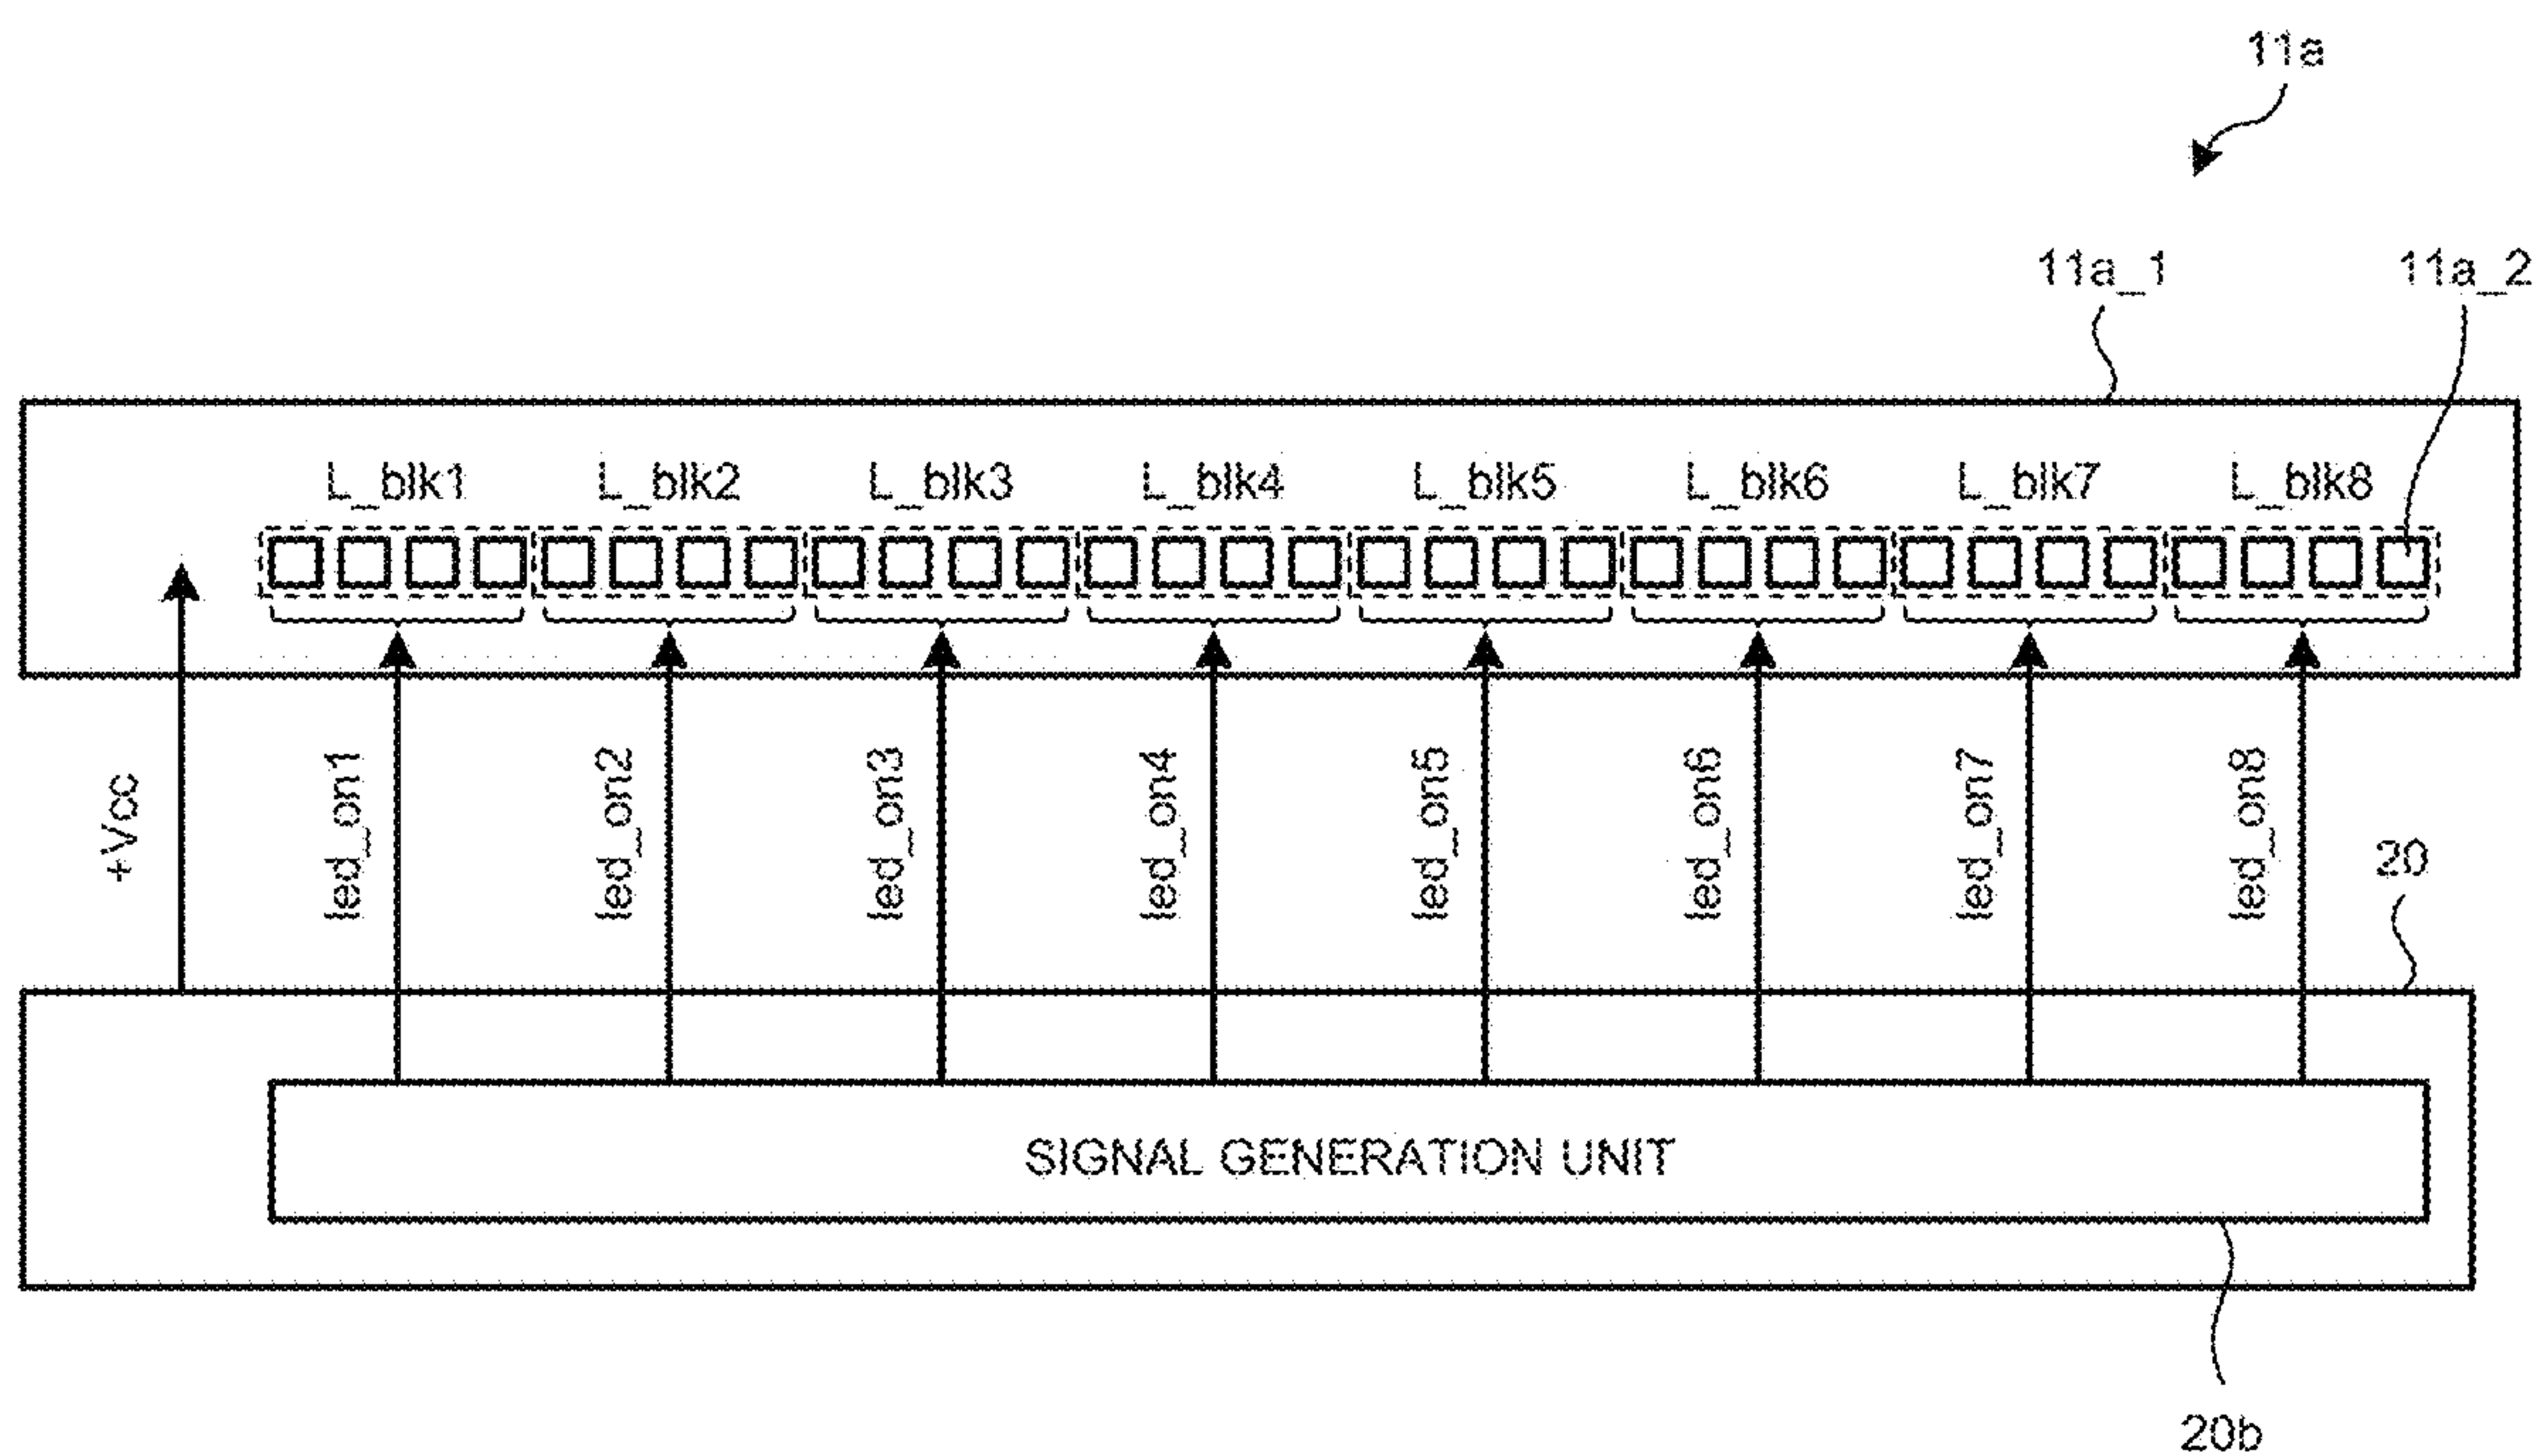 11a
11a_1
11a_2
L_blk1 L_blk2 L_blk3 L_blk4 L_blk5 L_blk6 L_blk7 L_blk8
+Vcc
led_on1
led_on2
led_on3
led_on4
led_on5
led_on6
led_on7
led_on8
20
SIGNAL GENERATION UNIT
20b